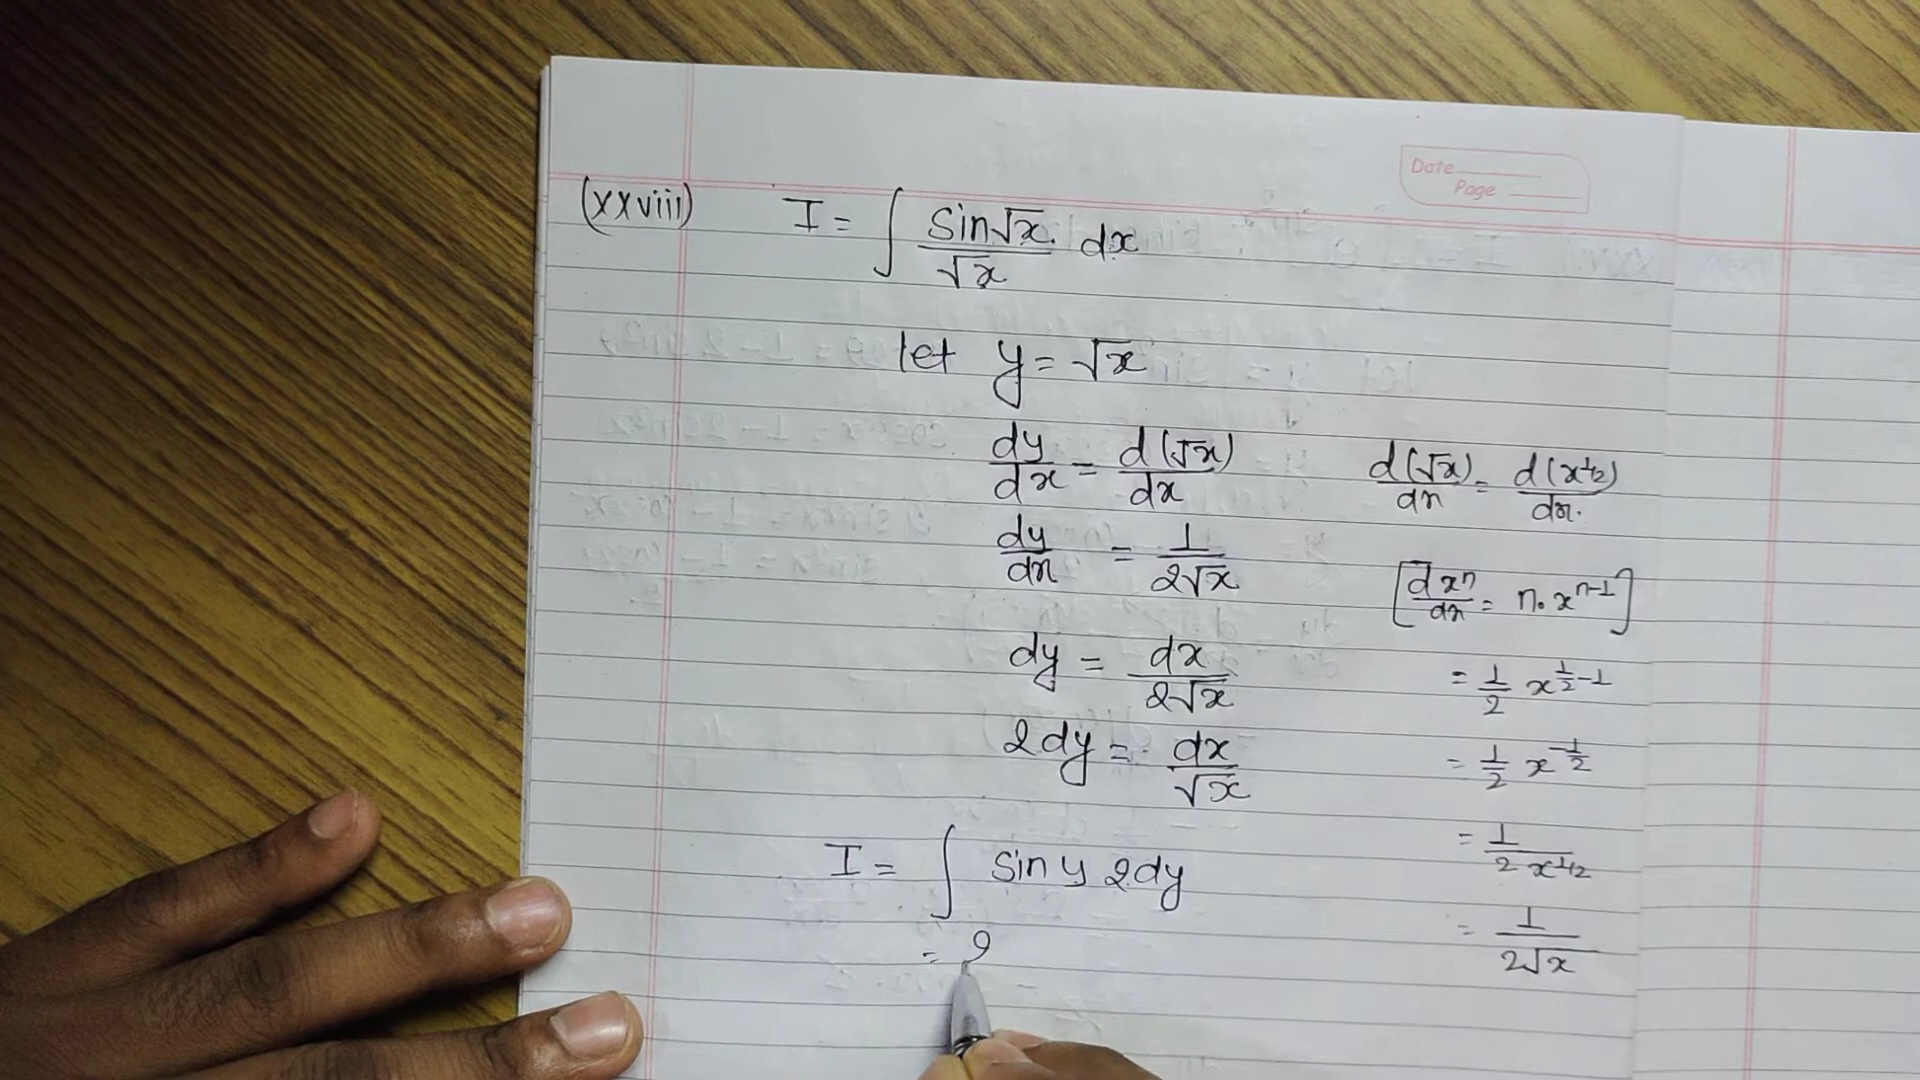 Date
Page
(xxviii) I = ∫ sin√x / √x dx
let y = √x
dy/dx = d(√x)/dx
dy/dx = 1/2√x
dy = dx/2√x
2dy = dx/√x
I = ∫ sin y 2dy
= 2
d(√x)/dx = d(x^1/2)/dx.
[dx^n/dx = n.x^n-1]
= 1/2 x^1/2-1
= 1/2 x^-1/2
= 1/2x^1/2
= 1/2√x